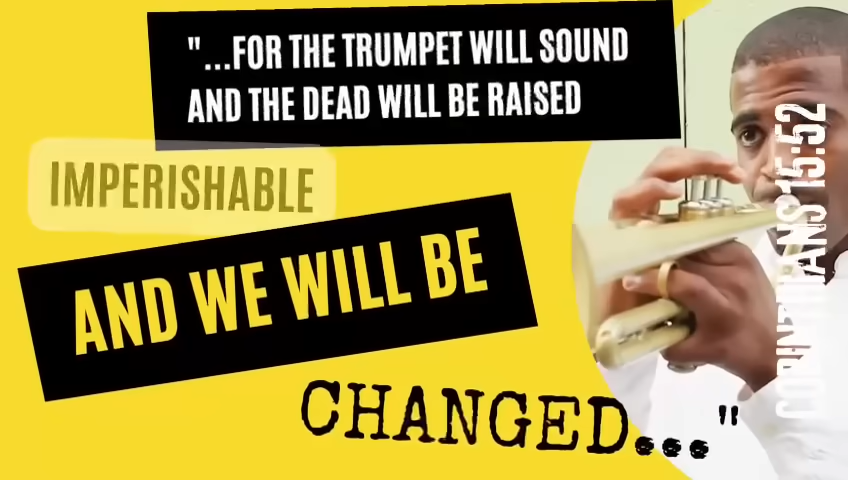 "...FOR THE TRUMPET WILL SOUND
AND THE DEAD WILL BE RAISED
IMPERISHABLE
AND WE WILL BE
CHANGED..."
CORINTHIANS 15:52